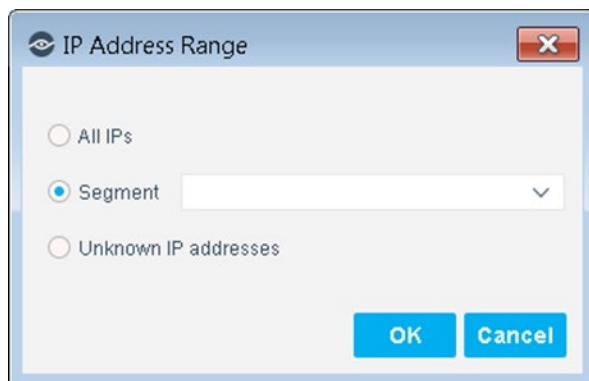 IP Address Range
All IPs
Segment
Unknown IP addresses
OK Cancel